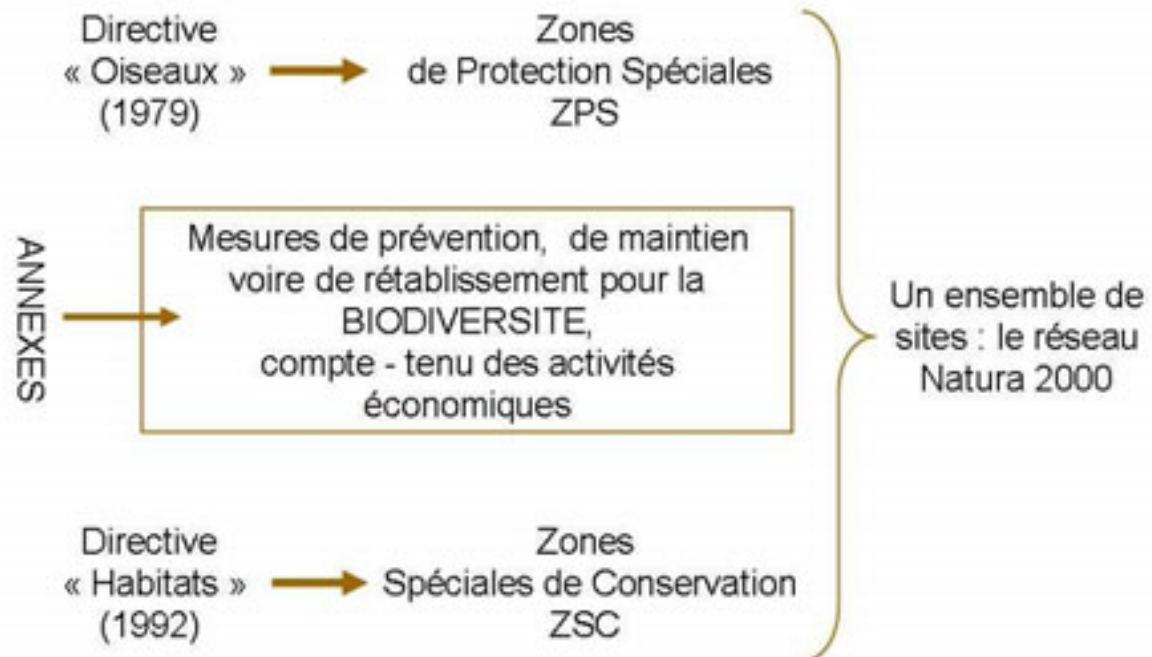 Directive
« Oiseaux »
(1979)
Zones
de Protection Spéciales
ZPS
ANNEXES
Mesures de prévention, de maintien
voire de rétablissement pour la
BIODIVERSITE,
compte - tenu des activités
économiques
Un ensemble de
sites : le réseau
Natura 2000
Directive
« Habitats »
(1992)
Zones
Spéciales de Conservation
ZSC